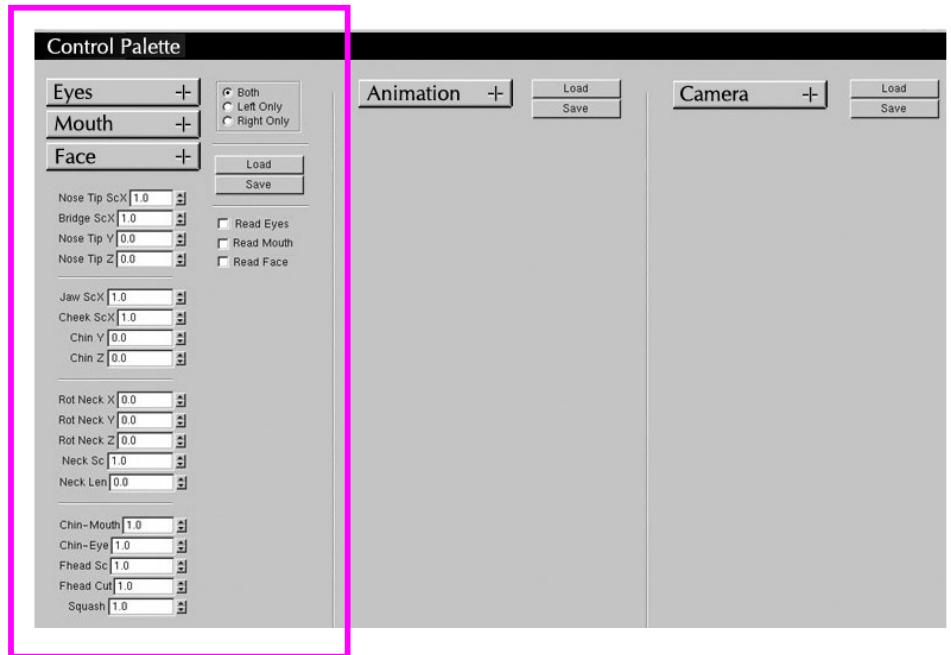 Control Palette
Eyes
Mouth
Face
Nose Tip ScX 1.0
Bridge ScX 1.0
Nose Tip Y 0.0
Nose Tip Z 0.0
Jaw ScX 1.0
Cheek ScX 1.0
Chin Y 0.0
Chin Z 0.0
Rot Neck X 0.0
Rot Neck Y 0.0
Rot Neck Z 0.0
Neck Sc 1.0
Neck Len 0.0
Chin-Mouth 1.0
Chin-Eye 1.0
Fhead Sc 1.0
Fhead Cut 1.0
Squash 1.0
Both
Left Only
Right Only
Load
Save
Read Eyes
Read Mouth
Read Face
Animation
Load
Save
Camera
Load
Save